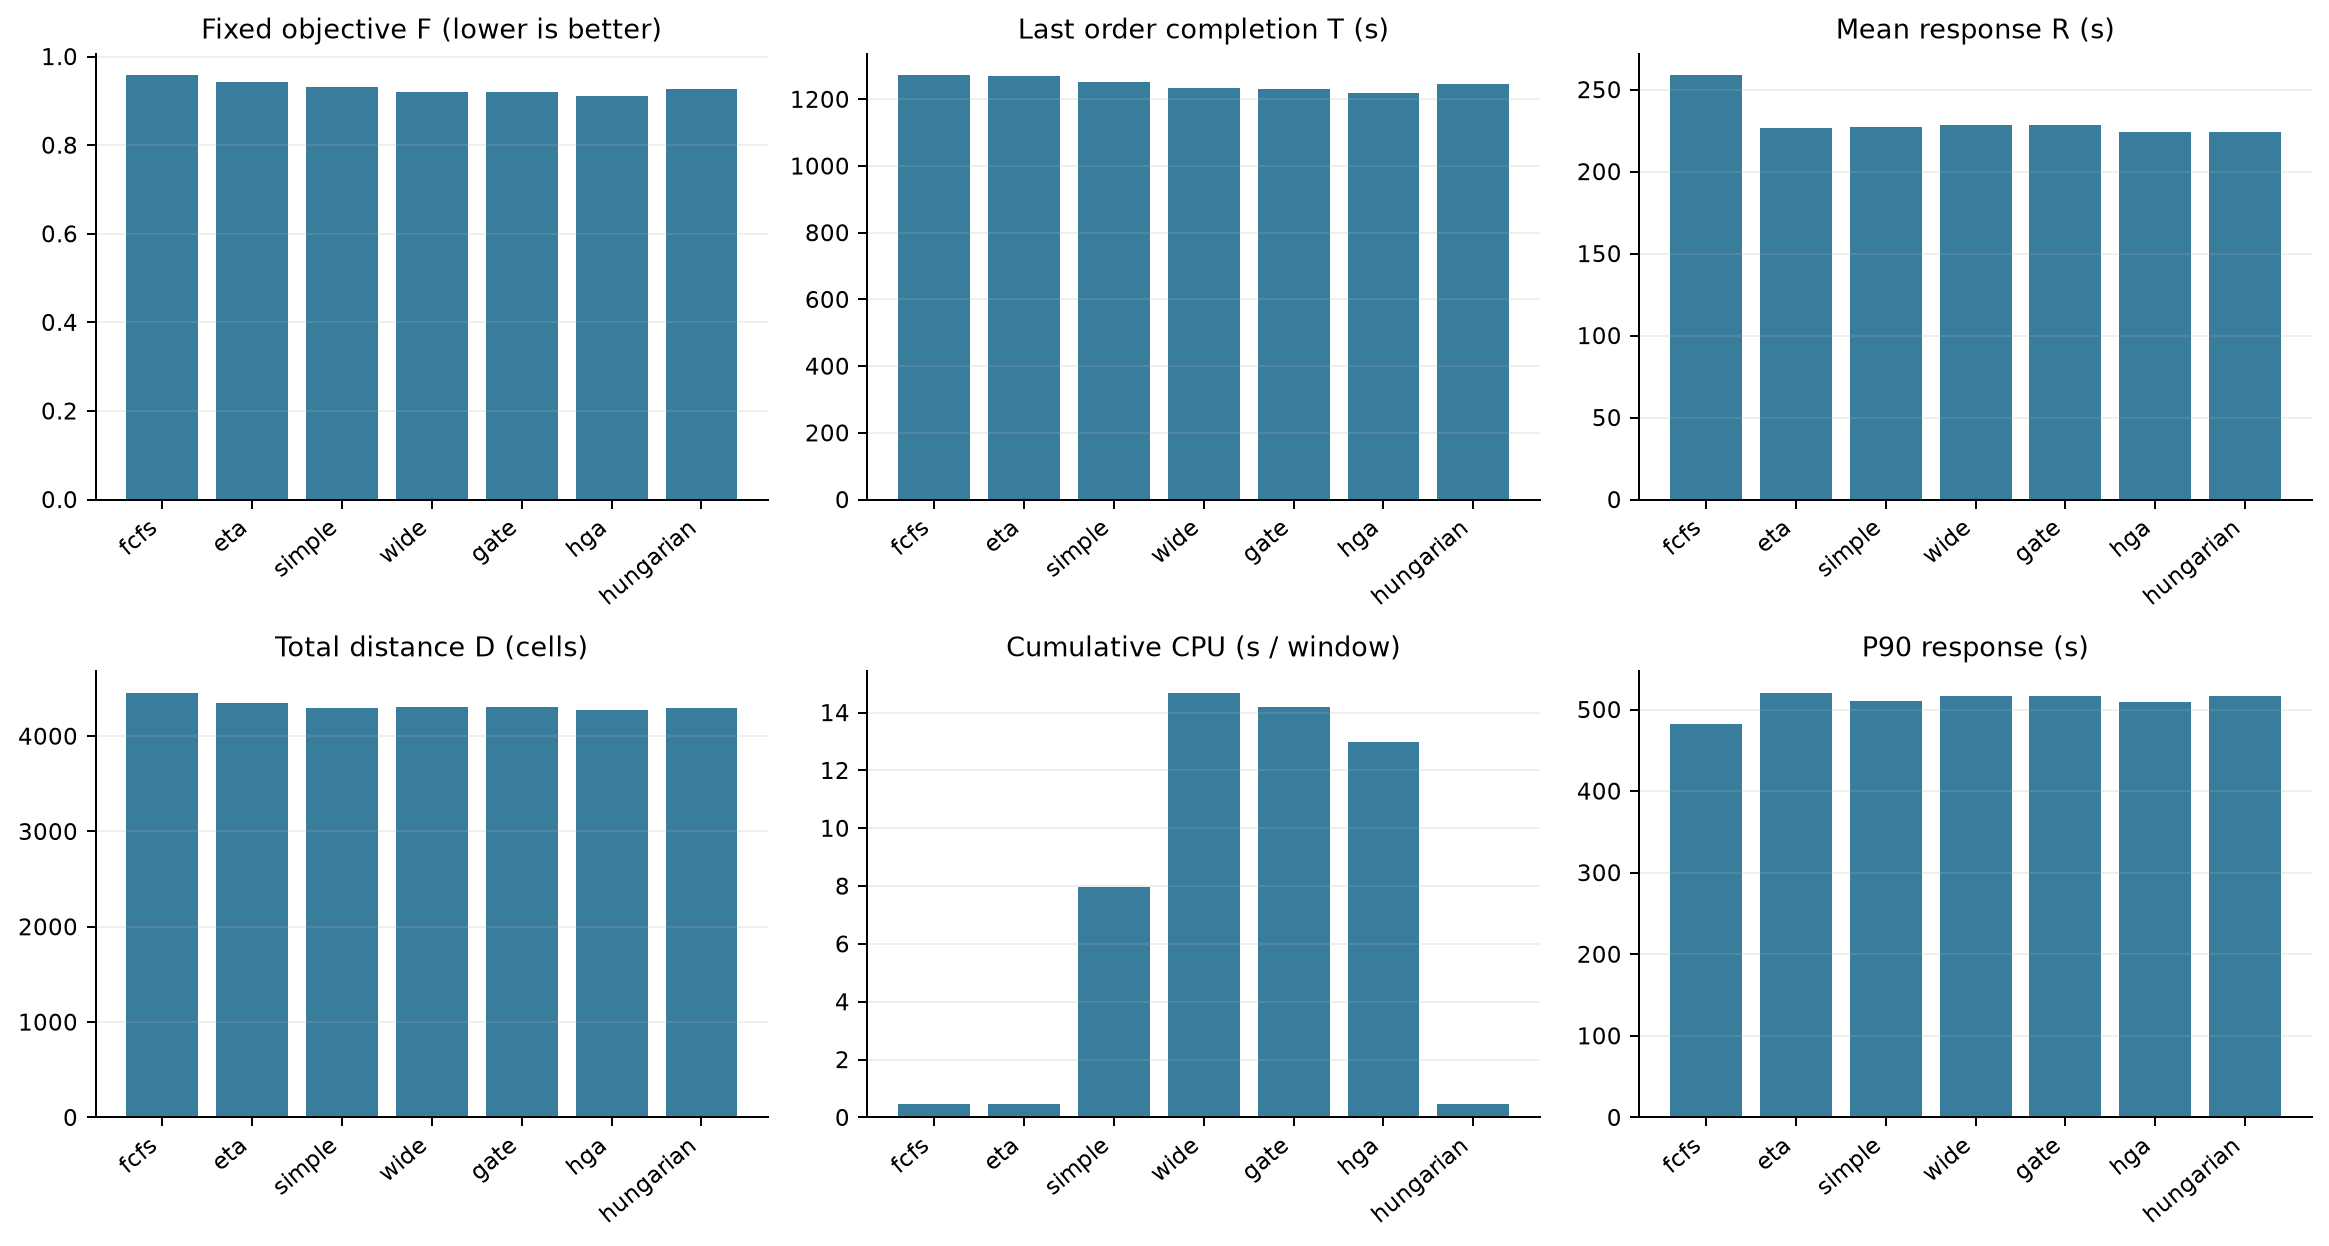 Fixed objective F (lower is better)
1.0
0.8
0.6
0.4
0.2
0.0
fcfs
eta
simple
wide
gate
hga
hungarian
Last order completion T (s)
1200
1000
800
600
400
200
0
fcfs
eta
simple
wide
gate
hga
hungarian
Mean response R (s)
250
200
150
100
50
0
fcfs
eta
simple
wide
gate
hga
hungarian
Total distance D (cells)
4000
3000
2000
1000
0
fcfs
eta
simple
wide
gate
hga
hungarian
Cumulative CPU (s / window)
14
12
10
8
6
4
2
0
fcfs
eta
simple
wide
gate
hga
hungarian
P90 response (s)
500
400
300
200
100
0
fcfs
eta
simple
wide
gate
hga
hungarian